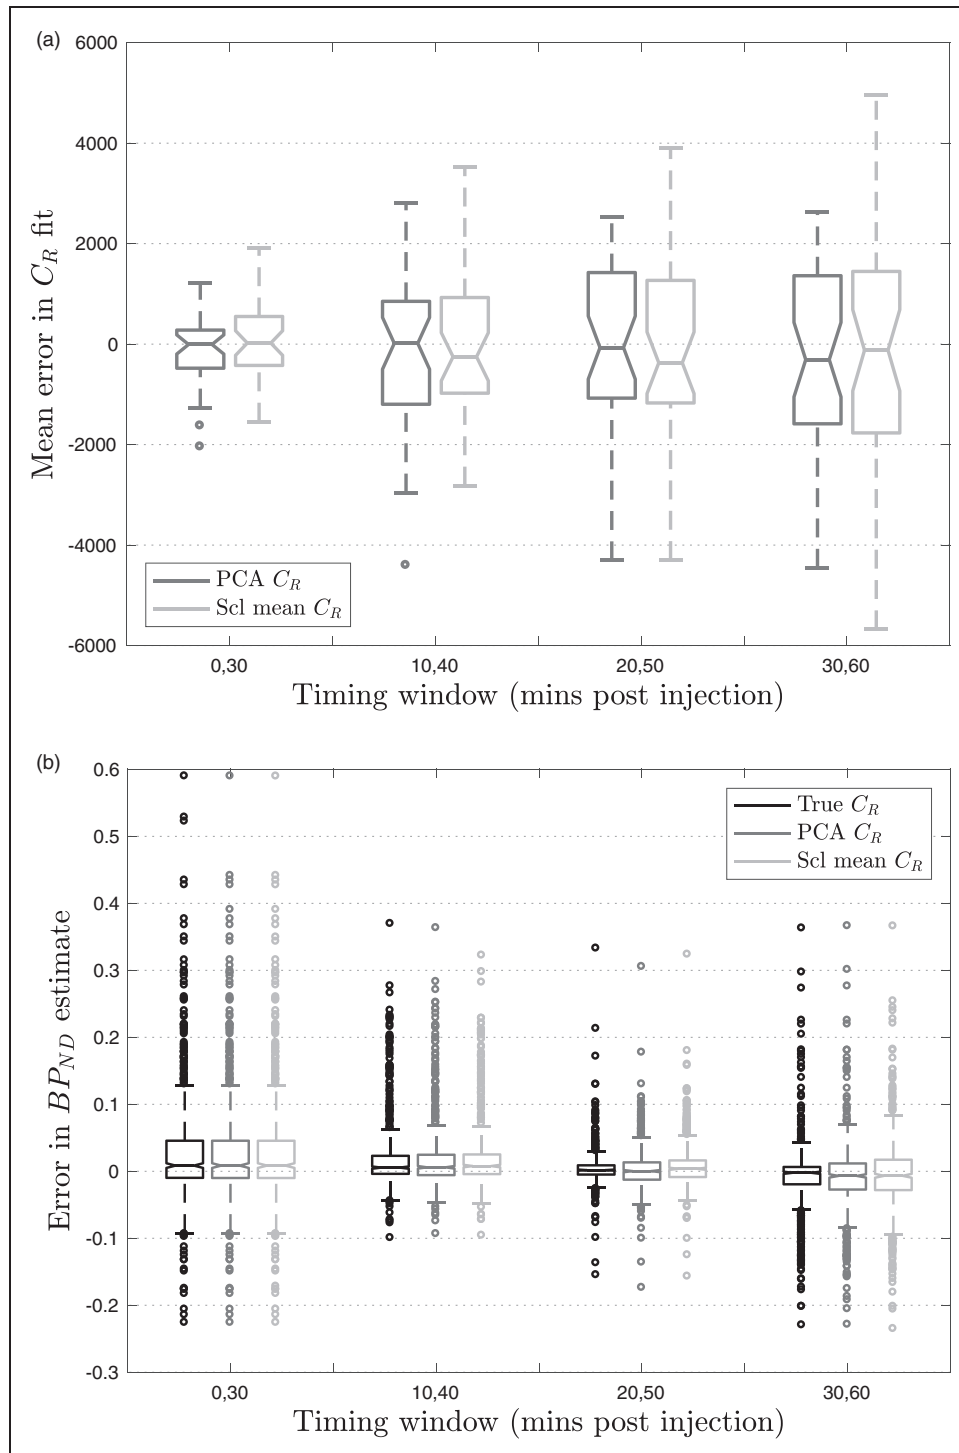 (a)
6000
4000
2000
0
-2000
-4000
-6000
Mean error in C_R fit
PCA C_R
Scl mean C_R
0,30 10,40 20,50 30,60
Timing window (mins post injection)
(b)
0.6
0.5
0.4
0.3
0.2
0.1
0
-0.1
-0.2
-0.3
Error in BP_ND estimate
True C_R
PCA C_R
Scl mean C_R
0,30 10,40 20,50 30,60
Timing window (mins post injection)